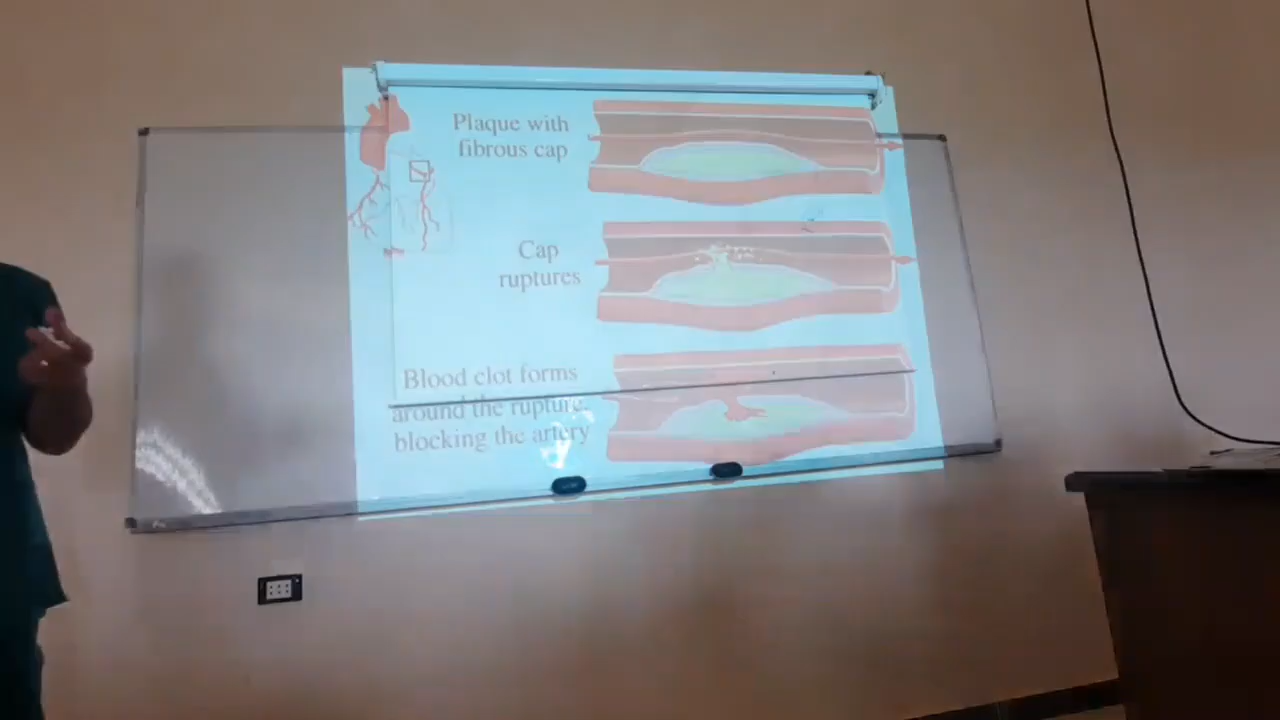 Plaque with
fibrous cap
Cap
ruptures
Blood clot forms
around the rupture,
blocking the artery